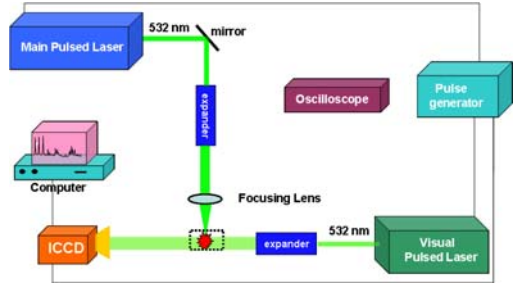 532 nm
mirror
Main Pulsed Laser
expander
Oscilloscope
Pulse
generator
Computer
Focusing Lens
ICCD
expander
532 nm
Visual
Pulsed Laser